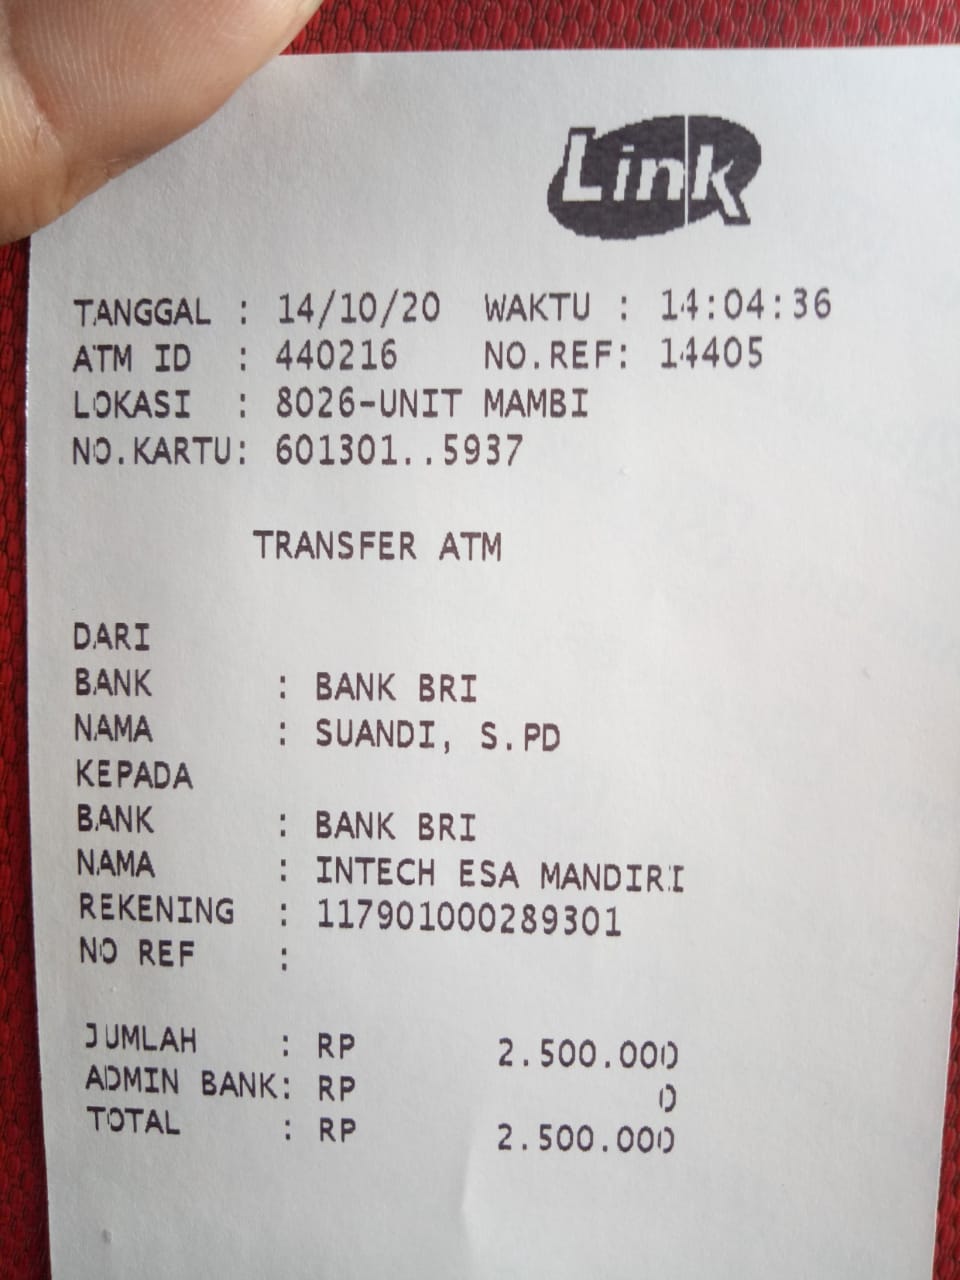 Link
TANGGAL : 14/10/20 WAKTU : 14:04:36
ATM ID : 440216 NO.REF: 14405
LOKASI : 8026-UNIT MAMBI
NO.KARTU: 601301..5937
TRANSFER ATM
DARI
BANK : BANK BRI
NAMA : SUANDI, S.PD
KEPADA
BANK : BANK BRI
NAMA : INTECH ESA MANDIRI
REKENING : 117901000289301
NO REF :
JUMLAH : RP 2.500.000
ADMIN BANK: RP 0
TOTAL : RP 2.500.000